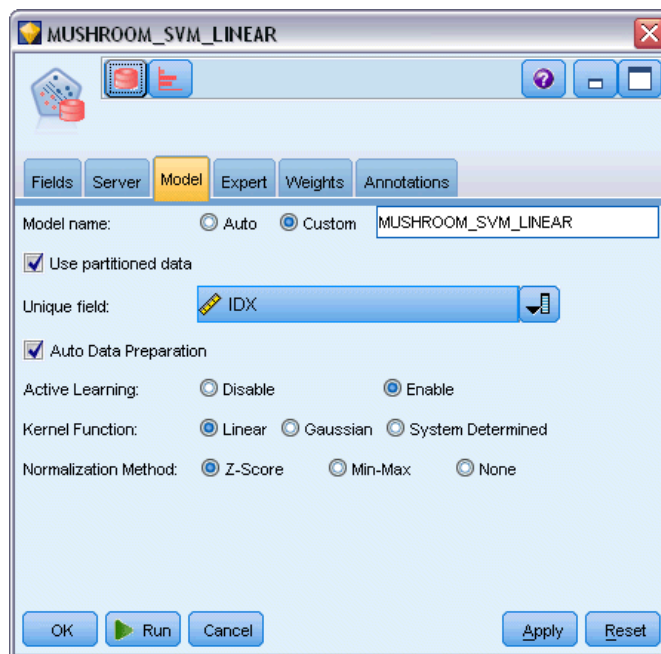 MUSHROOM_SVM_LINEAR
?
Fields Server Model Expert Weights Annotations
Model name: Auto Custom MUSHROOM_SVM_LINEAR
Use partitioned data
Unique field: IDX
Auto Data Preparation
Active Learning: Disable Enable
Kernel Function: Linear Gaussian System Determined
Normalization Method: Z-Score Min-Max None
OK Run Cancel Apply Reset